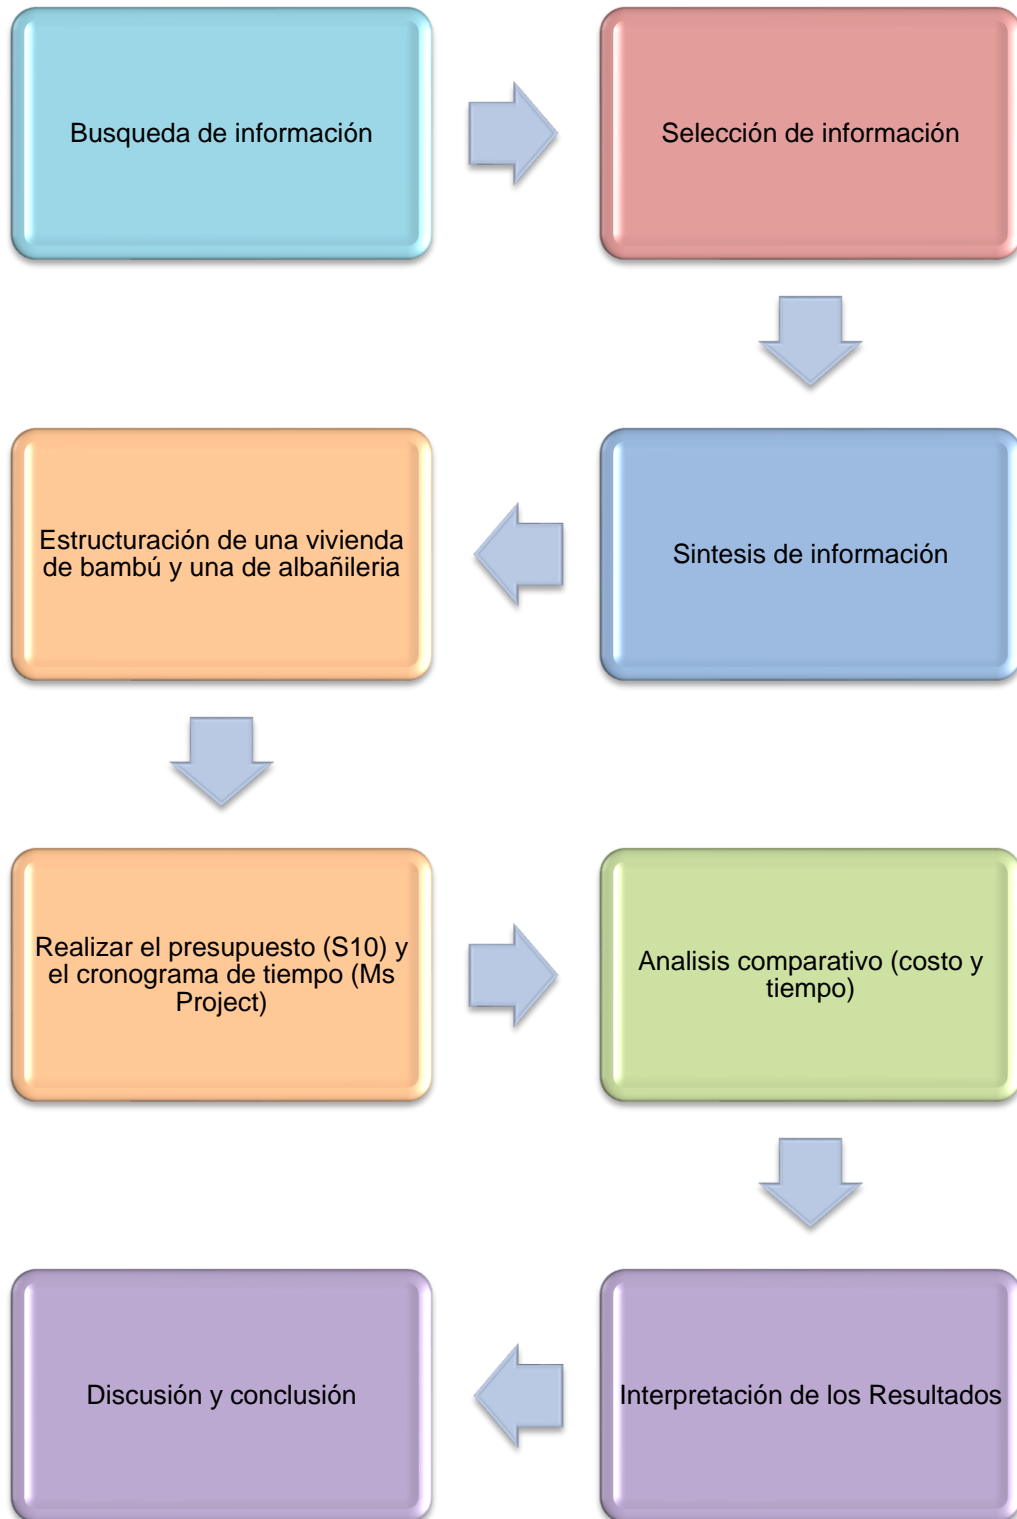 Busqueda de información
Selección de información
Sintesis de información
Estructuración de una vivienda
de bambú y una de albañileria
Realizar el presupuesto (S10) y
el cronograma de tiempo (Ms
Project)
Analisis comparativo (costo y
tiempo)
Interpretación de los Resultados
Discusión y conclusión